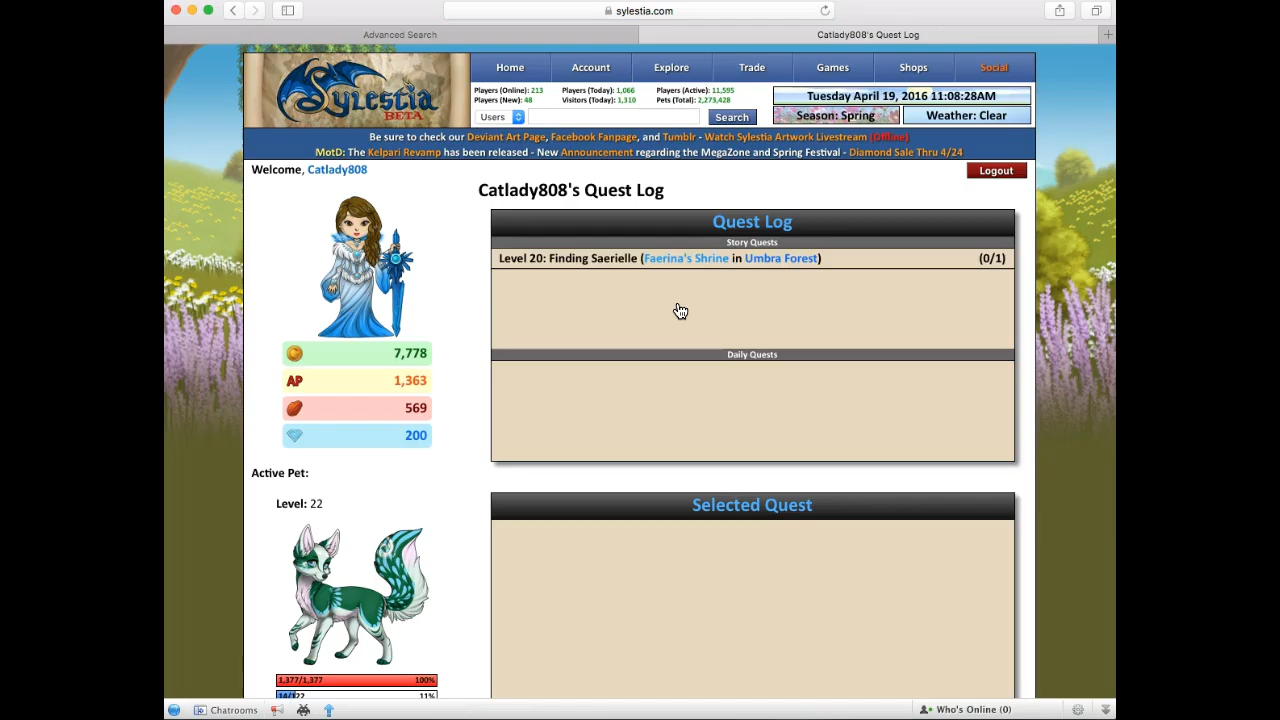 sylestia.com
Advanced Search
Catlady808's Quest Log
Sylestia
BETA
Home
Account
Explore
Trade
Games
Shops
Social
Players (Online): 213
Players (Today): 1,066
Players (Active): 11,595
Players (New): 48
Visitors (Today): 1,310
Pets (Total): 2,273,428
Tuesday April 19, 2016 11:08:28AM
Users
Search
Season: Spring
Weather: Clear
Be sure to check our Deviant Art Page, Facebook Fanpage, and Tumblr - Watch Sylestia Artwork Livestream (Offline)
MotD: The Kelpari Revamp has been released - New Announcement regarding the MegaZone and Spring Festival - Diamond Sale Thru 4/24
Welcome, Catlady808
Logout
Catlady808's Quest Log
Quest Log
Story Quests
Level 20: Finding Saerielle (Faerina's Shrine in Umbra Forest)
(0/1)
7,778
Daily Quests
AP
1,363
569
200
Active Pet:
Level: 22
Selected Quest
1,377/1,377
100%
14/122
11%
Chatrooms
Who's Online (0)